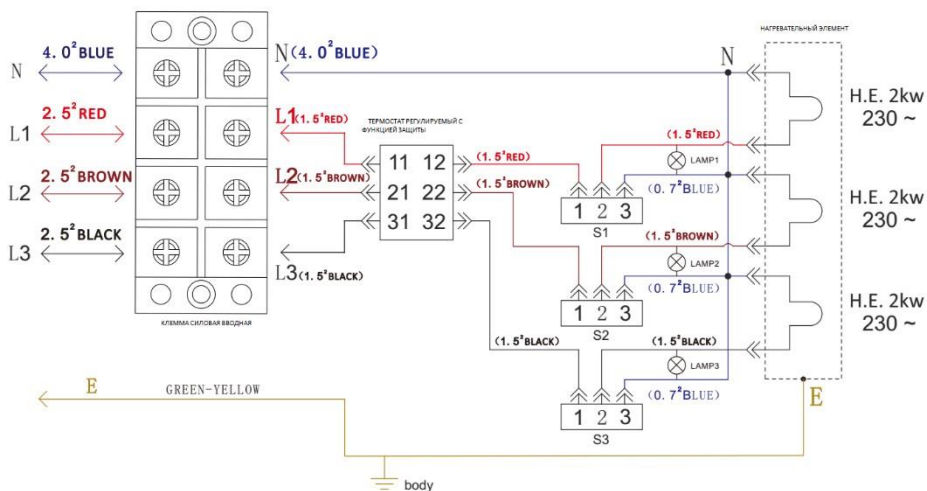 НАГРЕВАТЕЛЬНЫЙ ЭЛЕМЕНТ
4.0²BLUE
N
N(4.0²BLUE)
N
H.E. 2kw
230 ~
2.5²RED
L1
L1(1.5²RED)
ТЕРМОСТАТ РЕГУЛИРУЕМЫЙ С
ФУНКЦИЕЙ ЗАЩИТЫ
11 12
(1.5²RED)
(1.5²RED)
LAMP1
2.5²BROWN
L2
L2(1.5²BROWN)
21 22
(1.5²BROWN)
(0.7²BLUE)
1 2 3
S1
H.E. 2kw
230 ~
31 32
2.5²BLACK
L3
L3(1.5²BLACK)
(1.5²BROWN)
LAMP2
(0.7²BLUE)
1 2 3
S2
H.E. 2kw
230 ~
КЛЕММА СИЛОВАЯ ВВОДНАЯ
(1.5²BLACK)
(1.5²BLACK)
LAMP3
(0.7²BLUE)
1 2 3
S3
E
GREEN-YELLOW
E
body